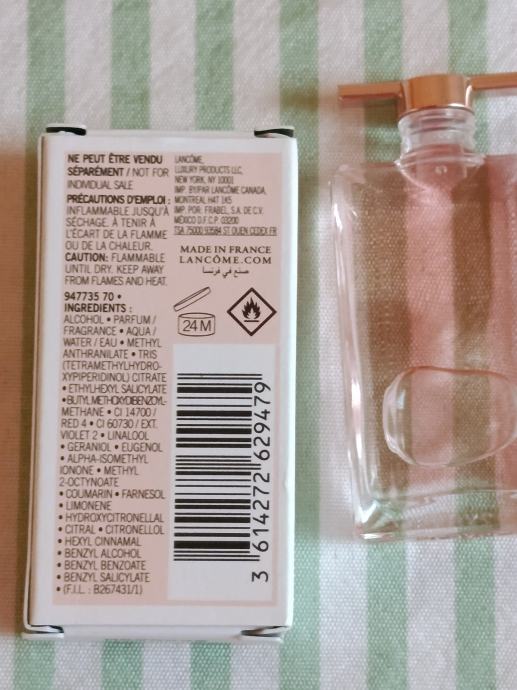 NE PEUT ÊTRE VENDU
SÉPARÉMENT / NOT FOR
INDIVIDUAL SALE
PRÉCAUTIONS D'EMPLOI :
INFLAMMABLE JUSQU'À
SÉCHAGE. À TENIR À
L'ÉCART DE LA FLAMME
OU DE LA CHALEUR.
CAUTION: FLAMMABLE
UNTIL DRY. KEEP AWAY
FROM FLAMES AND HEAT.
947735 70 •
INGREDIENTS :
ALCOHOL • PARFUM /
FRAGRANCE • AQUA /
WATER / EAU • METHYL
ANTHRANILATE • TRIS
(TETRAMETHYLHYDRO-
XYPIPERIDINOL) CITRATE
• ETHYLHEXYL SALICYLATE
• BUTYL METHOXYDIBENZOYL-
METHANE • CI 14700 /
RED 4 • CI 60730 / EXT.
VIOLET 2 • LINALOOL
• GERANIOL • EUGENOL
• ALPHA-ISOMETHYL
IONONE • METHYL
2-OCTYNOATE
• COUMARIN • FARNESOL
• LIMONENE
• HYDROXYCITRONELLAL
• CITRAL • CITRONELLOL
• HEXYL CINNAMAL
• BENZYL ALCOHOL
• BENZYL BENZOATE
• BENZYL SALICYLATE
• (F.I.L. : B267431/1)
LANCÔME,
LUXURY PRODUCTS LLC,
NEW YORK, NY 10001
IMP. BY/PAR LANCÔME CANADA,
MONTREAL H4T 1K5
IMP. POR: FRABEL, S.A. DE C.V.
MÉXICO D.F. C.P. 03200
TSA 75000 93584 ST OUEN CEDEX FR
MADE IN FRANCE
LANCOME.COM
صنع في فرنسا
24 M
3 614272 629479